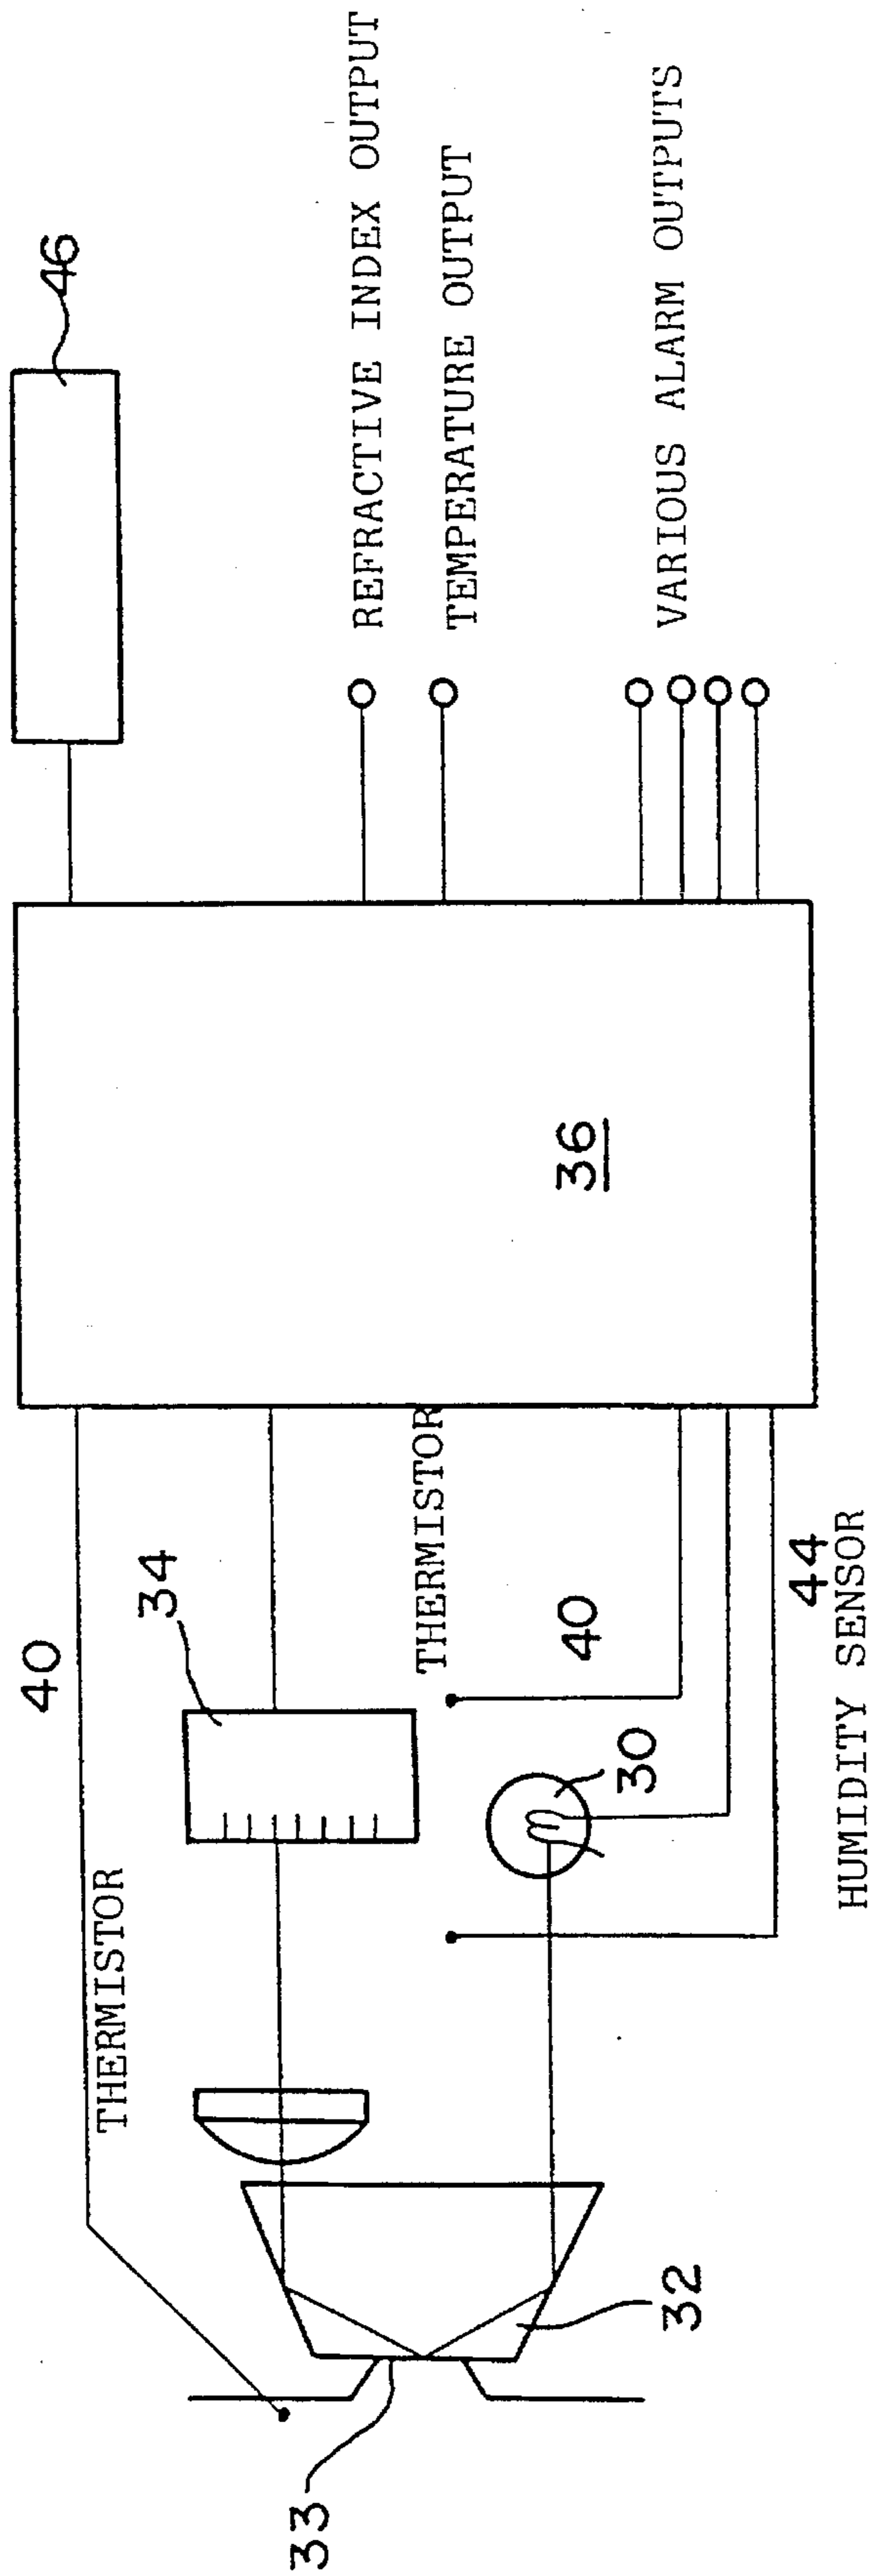 40
THERMISTOR
34
THERMISTOR
40
30
44
HUMIDITY SENSOR
33
32
36
46
REFRACTIVE INDEX OUTPUT
TEMPERATURE OUTPUT
VARIOUS ALARM OUTPUTS